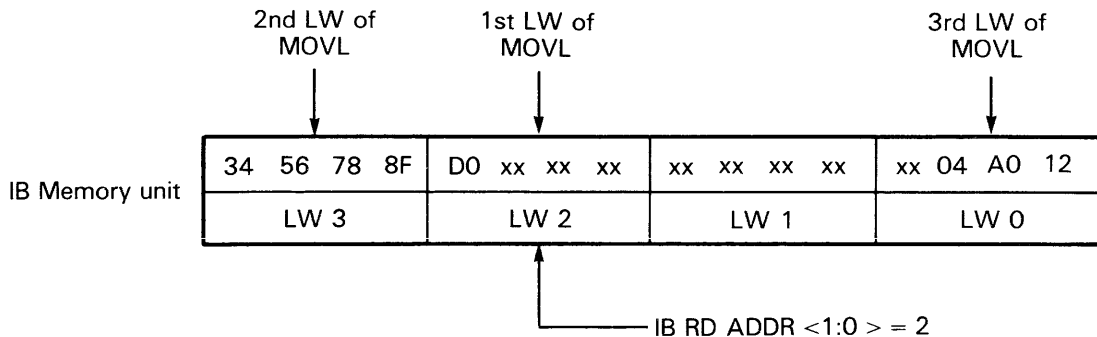 2nd LW of
MOVL
1st LW of
MOVL
3rd LW of
MOVL
IB Memory unit
34 56 78 8F
D0 xx xx xx
xx xx xx xx
xx 04 A0 12
LW 3
LW 2
LW 1
LW 0
IB RD ADDR <1:0 > = 2